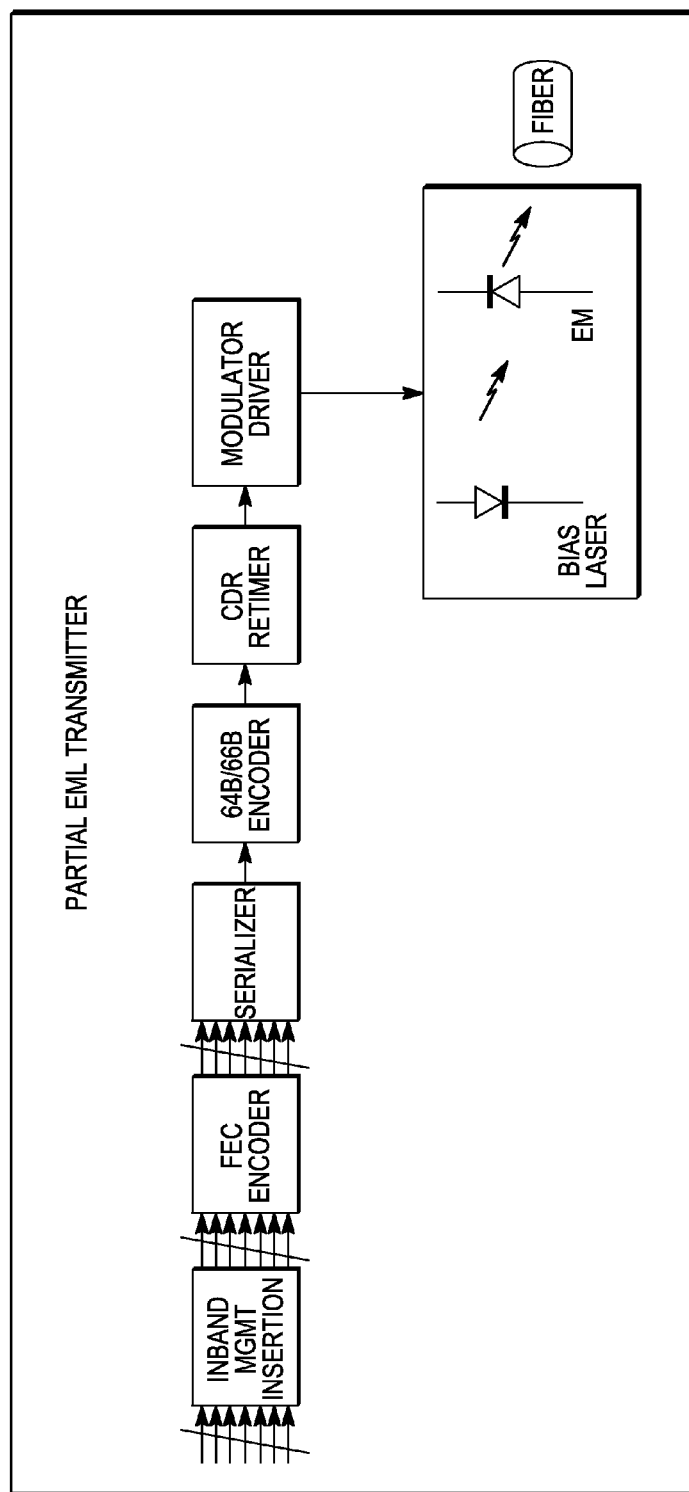 PARTIAL EML TRANSMITTER
INBAND
MGMT
INSERTION
FEC
ENCODER
SERIALIZER
64B/66B
ENCODER
CDR
RETIMER
MODULATOR
DRIVER
BIAS
LASER
EM
FIBER